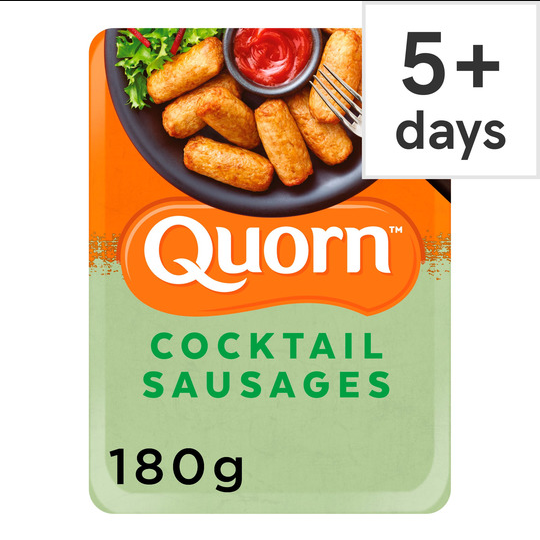 5+
days
Quorn™
COCKTAIL
SAUSAGES
180g